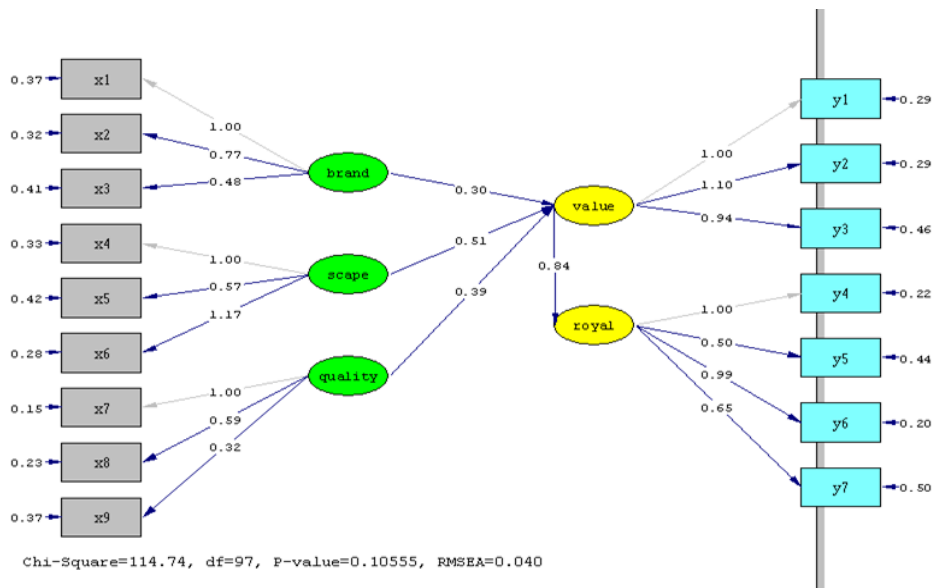 0.37 x1
1.00
0.32 x2
0.77
0.41 x3
0.48
brand
0.30
0.33 x4
1.00
0.42 x5
0.57
scape
0.51
0.28 x6
1.17
0.15 x7
1.00
quality
0.39
0.23 x8
0.59
0.37 x9
0.32
value
0.84
royal
1.00
y1 0.29
1.10
y2 0.29
0.94
y3 0.46
1.00
y4 0.22
0.50
y5 0.44
0.99
y6 0.20
0.65
y7 0.50
Chi-Square=114.74, df=97, P-value=0.10555, RMSEA=0.040